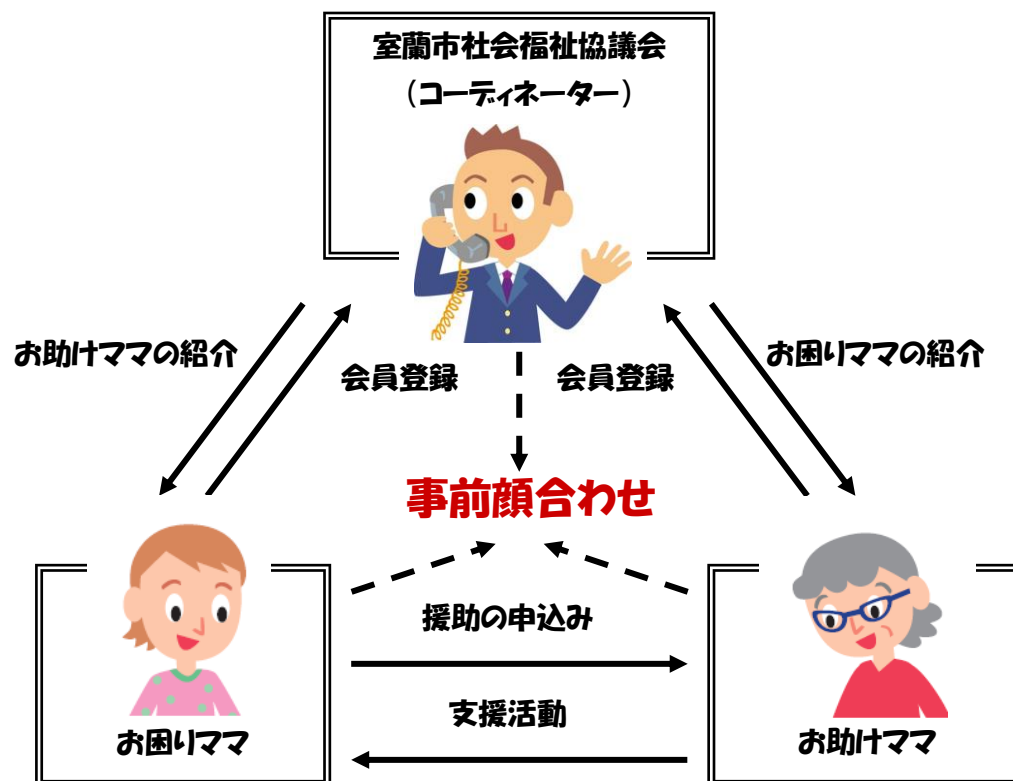 室蘭市社会福祉協議会
(コーディネーター)
お助けママの紹介
会員登録
会員登録
お困りママの紹介
事前顔合わせ
援助の申込み
支援活動
お困りママ
お助けママ